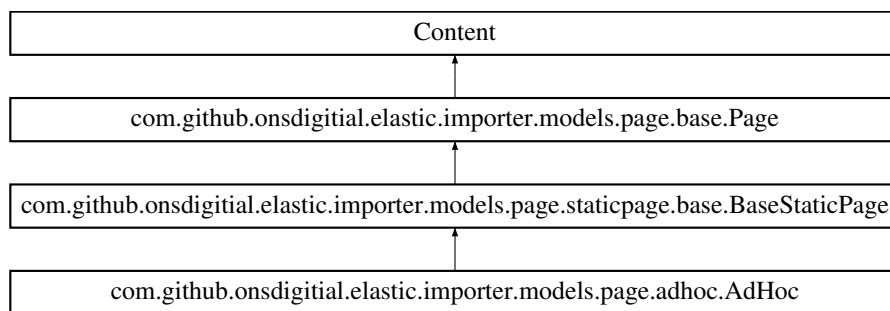 Content
com.github.onsdigitial.elastic.importer.models.page.base.Page
com.github.onsdigitial.elastic.importer.models.page.staticpage.base.BaseStaticPage
com.github.onsdigitial.elastic.importer.models.page.adhoc.AdHoc